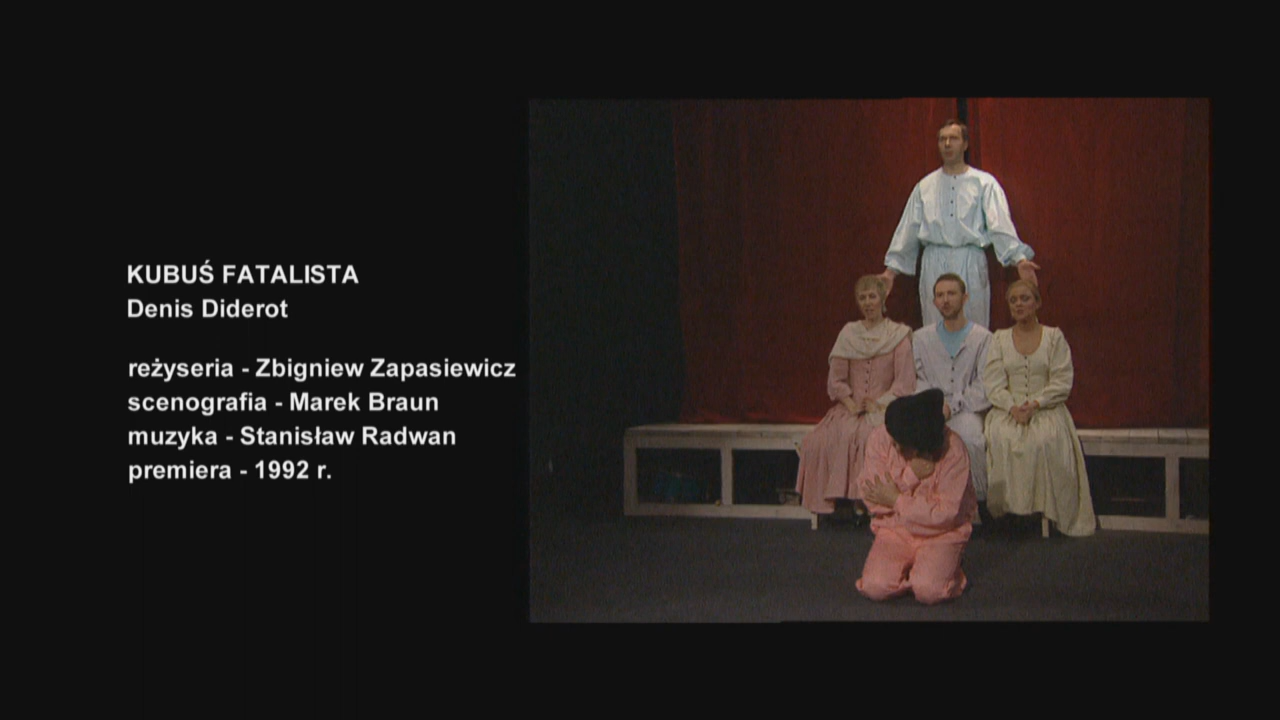 KUBUŚ FATALISTA
Denis Diderot
reżyseria - Zbigniew Zapasiewicz
scenografia - Marek Braun
muzyka - Stanisław Radwan
premiera - 1992 r.